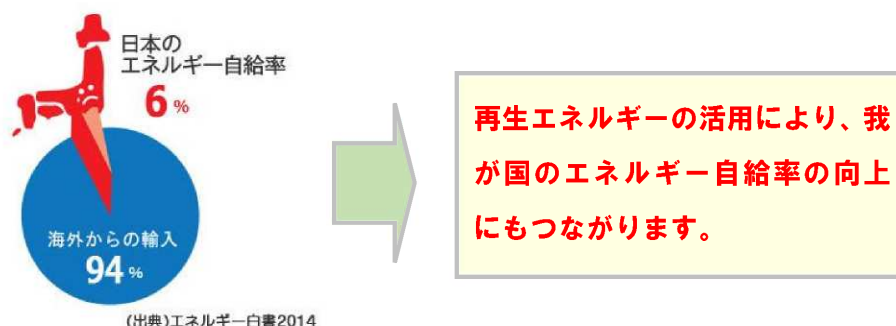 日本の
エネルギー自給率
6%
海外からの輸入
94%
(出典)エネルギー白書2014
再生エネルギーの活用により、我
が国のエネルギー自給率の向上
にもつながります。